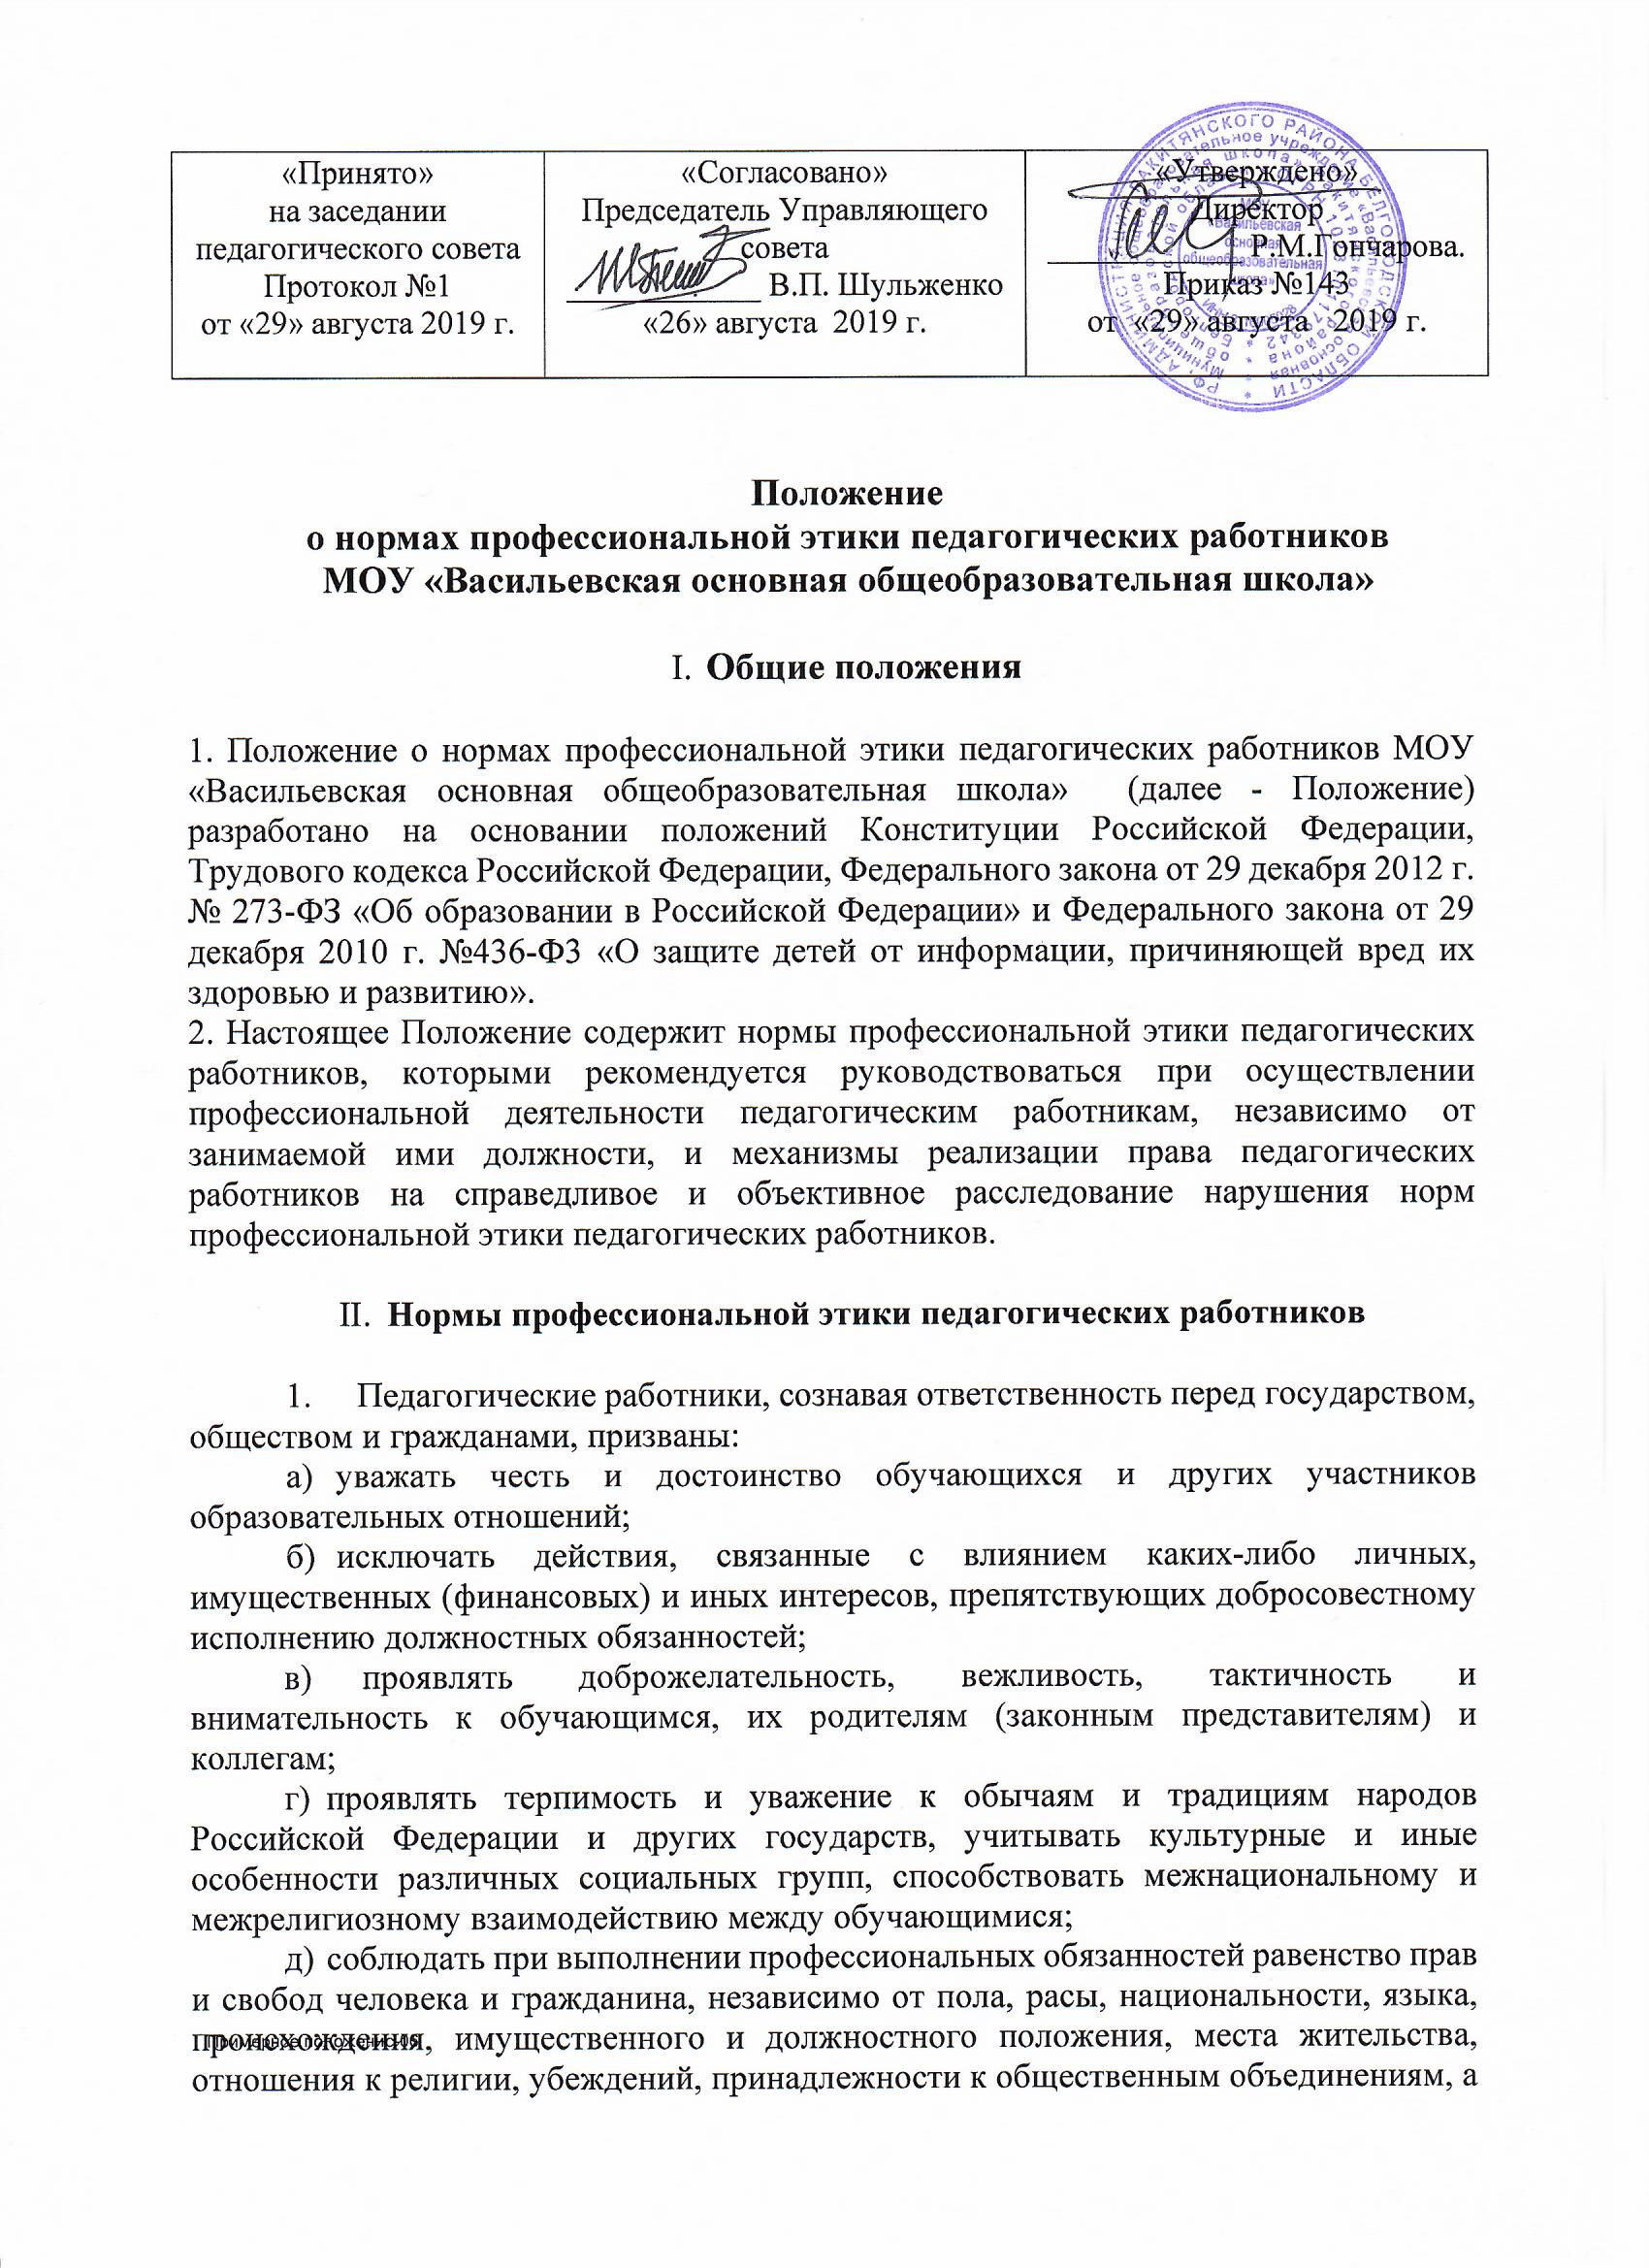 «Принято»
на заседании
педагогического совета
Протокол №1
от «29» августа 2019 г.
«Согласовано»
Председатель Управляющего
совета
В.П. Шульженко
«26» августа 2019 г.
«Утверждено»
Директор
Р.М.Гончарова.
Приказ №143
от «29» августа 2019 г.
МОУ
«Васильевская
основная
общеобразовательная
школа»
Положение
о нормах профессиональной этики педагогических работников
МОУ «Васильевская основная общеобразовательная школа»
I. Общие положения
1. Положение о нормах профессиональной этики педагогических работников МОУ
«Васильевская основная общеобразовательная школа» (далее - Положение)
разработано на основании положений Конституции Российской Федерации,
Трудового кодекса Российской Федерации, Федерального закона от 29 декабря 2012 г.
№ 273-ФЗ «Об образовании в Российской Федерации» и Федерального закона от 29
декабря 2010 г. №436-ФЗ «О защите детей от информации, причиняющей вред их
здоровью и развитию».
2. Настоящее Положение содержит нормы профессиональной этики педагогических
работников, которыми рекомендуется руководствоваться при осуществлении
профессиональной деятельности педагогическим работникам, независимо от
занимаемой ими должности, и механизмы реализации права педагогических
работников на справедливое и объективное расследование нарушения норм
профессиональной этики педагогических работников.
II. Нормы профессиональной этики педагогических работников
1. Педагогические работники, сознавая ответственность перед государством,
обществом и гражданами, призваны:
а) уважать честь и достоинство обучающихся и других участников
образовательных отношений;
б) исключать действия, связанные с влиянием каких-либо личных,
имущественных (финансовых) и иных интересов, препятствующих добросовестному
исполнению должностных обязанностей;
в) проявлять доброжелательность, вежливость, тактичность и
внимательность к обучающимся, их родителям (законным представителям) и
коллегам;
г) проявлять терпимость и уважение к обычаям и традициям народов
Российской Федерации и других государств, учитывать культурные и иные
особенности различных социальных групп, способствовать межнациональному и
межрелигиозному взаимодействию между обучающимися;
д) соблюдать при выполнении профессиональных обязанностей равенство прав
и свобод человека и гражданина, независимо от пола, расы, национальности, языка,
происхождения, имущественного и должностного положения, места жительства,
Примерное положение
отношения к религии, убеждений, принадлежности к общественным объединениям, а